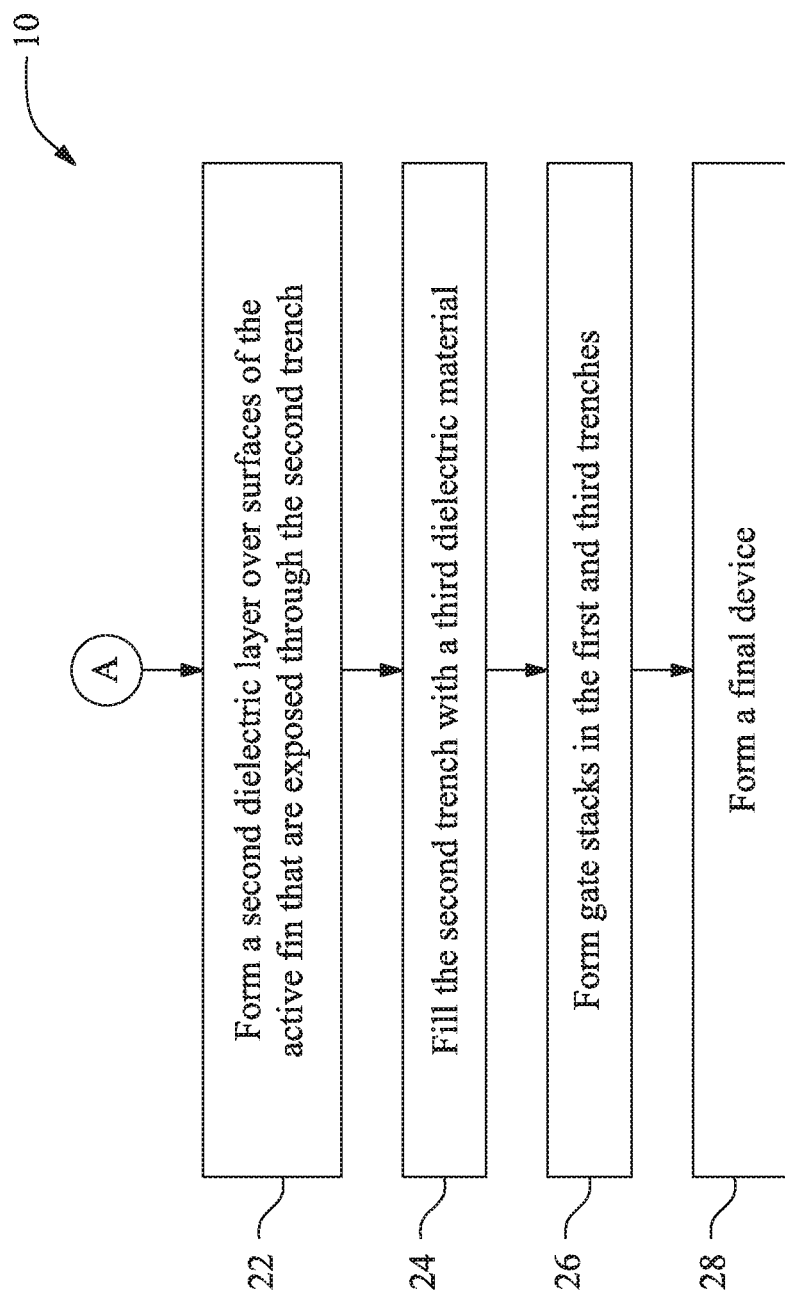 10
A
22
Form a second dielectric layer over surfaces of the
active fin that are exposed through the second trench
24
Fill the second trench with a third dielectric material
26
Form gate stacks in the first and third trenches
28
Form a final device